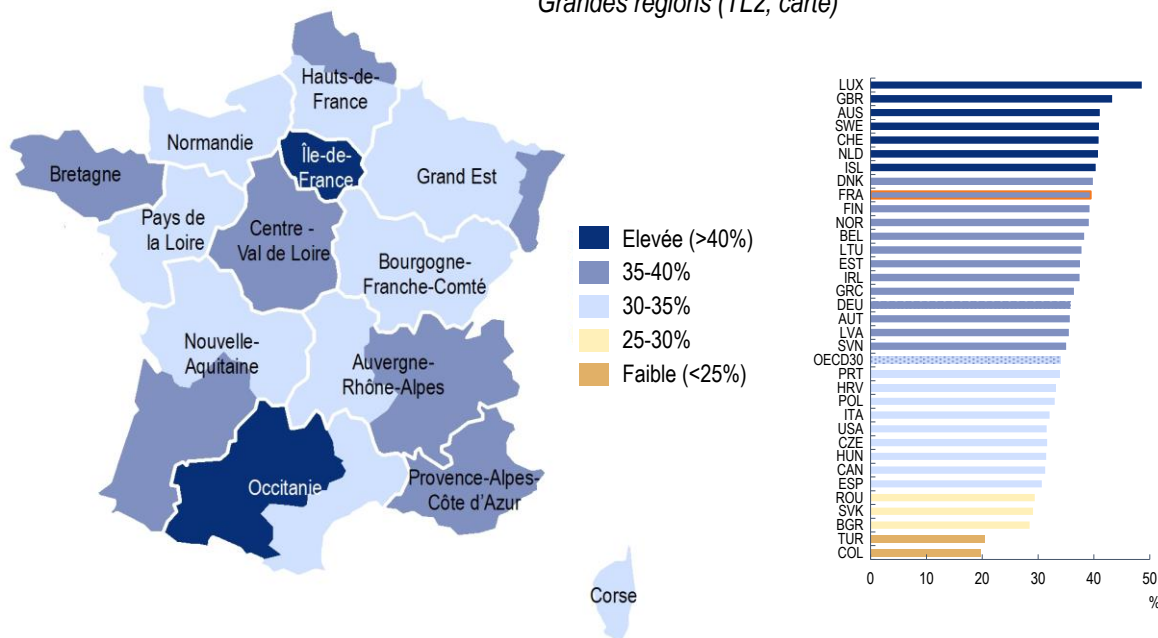 Grandes régions (TL2, carte)
Hauts-de-
France
Normandie
Île-de-
France
Bretagne
Grand Est
Pays de
la Loire
Centre -
Val de Loire
Bourgogne-
Franche-Comté
Nouvelle-
Aquitaine
Auvergne-
Rhône-Alpes
Occitanie
Provence-Alpes-
Côte d'Azur
Corse
Elevée (>40%)
35-40%
30-35%
25-30%
Faible (<25%)
LUX
GBR
AUS
SWE
CHE
NLD
ISL
DNK
FRA
FIN
NOR
BEL
LTU
EST
IRL
GRC
DEU
AUT
LVA
SVN
OECD30
PRT
HRV
POL
ITA
USA
CZE
HUN
CAN
ESP
ROU
SVK
BGR
TUR
COL
0 10 20 30 40 50
%